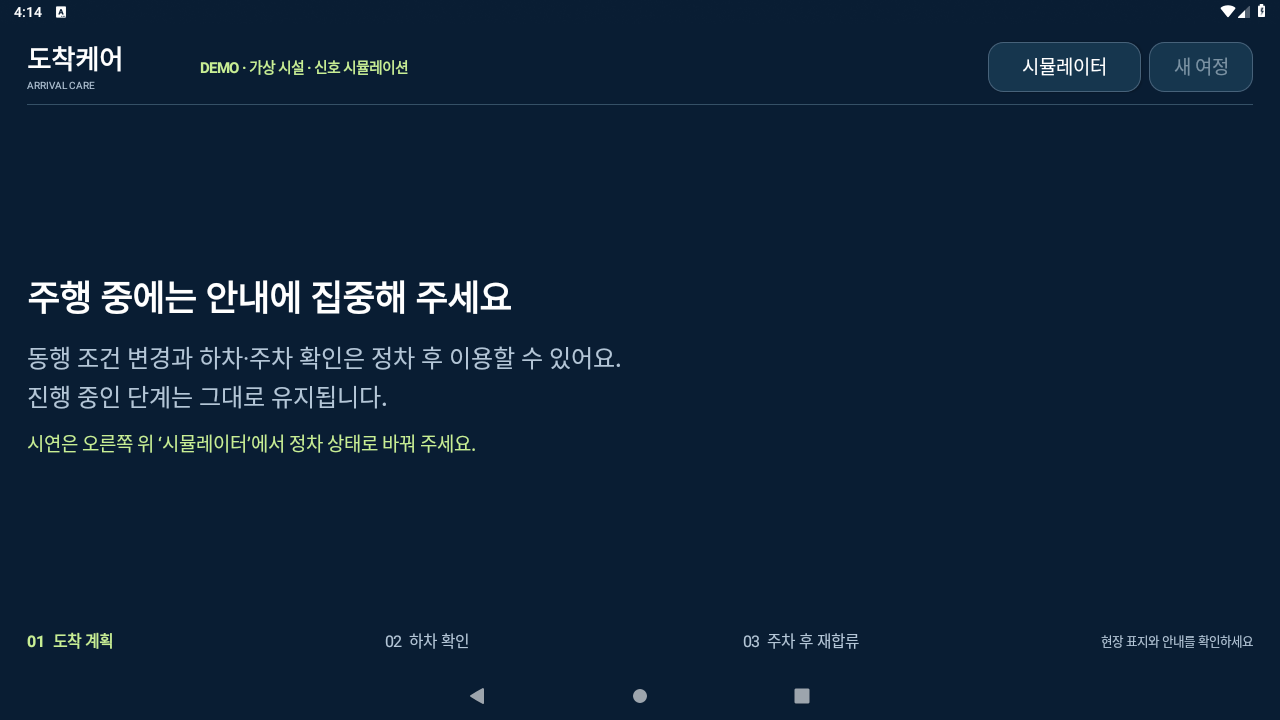 4:14
도착케어
ARRIVAL CARE
DEMO · 가상 시설 · 신호 시뮬레이션
시뮬레이터
새 여정
주행 중에는 안내에 집중해 주세요
동행 조건 변경과 하차·주차 확인은 정차 후 이용할 수 있어요.
진행 중인 단계는 그대로 유지됩니다.
시연은 오른쪽 위 ‘시뮬레이터’에서 정차 상태로 바꿔 주세요.
01 도착 계획
02 하차 확인
03 주차 후 재합류
현장 표지와 안내를 확인하세요